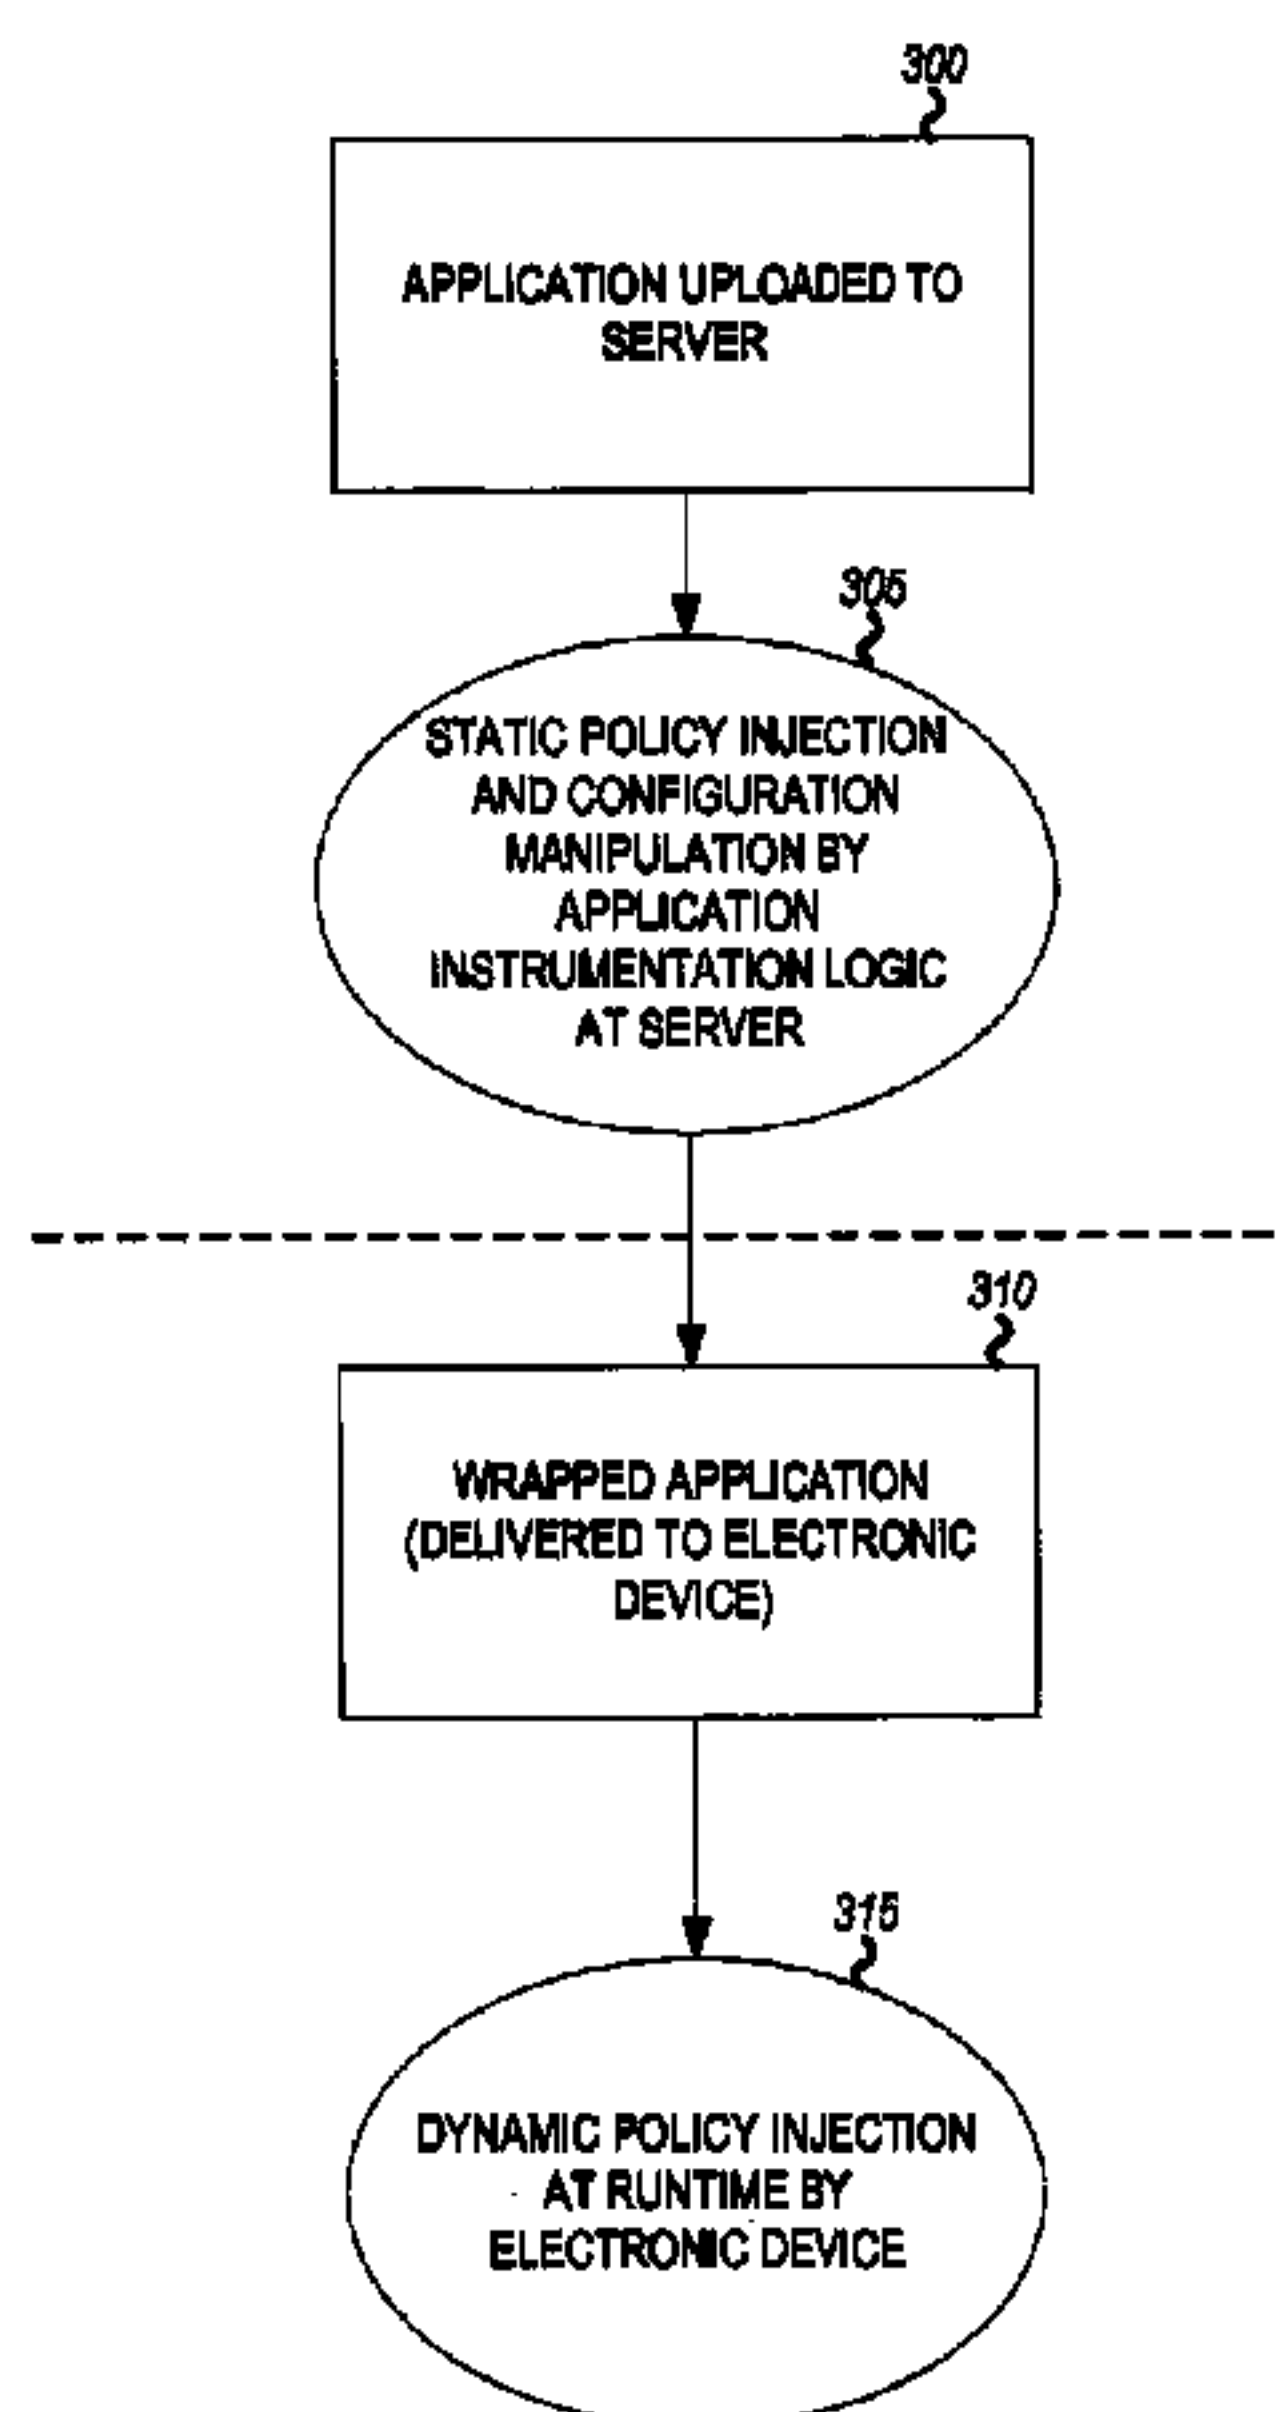 300
APPLICATION UPLOADED TO
SERVER
305
STATIC POLICY INJECTION
AND CONFIGURATION
MANIPULATION BY
APPLICATION
INSTRUMENTATION LOGIC
AT SERVER
310
WRAPPED APPLICATION
(DELIVERED TO ELECTRONIC
DEVICE)
315
DYNAMIC POLICY INJECTION
AT RUNTIME BY
ELECTRONIC DEVICE